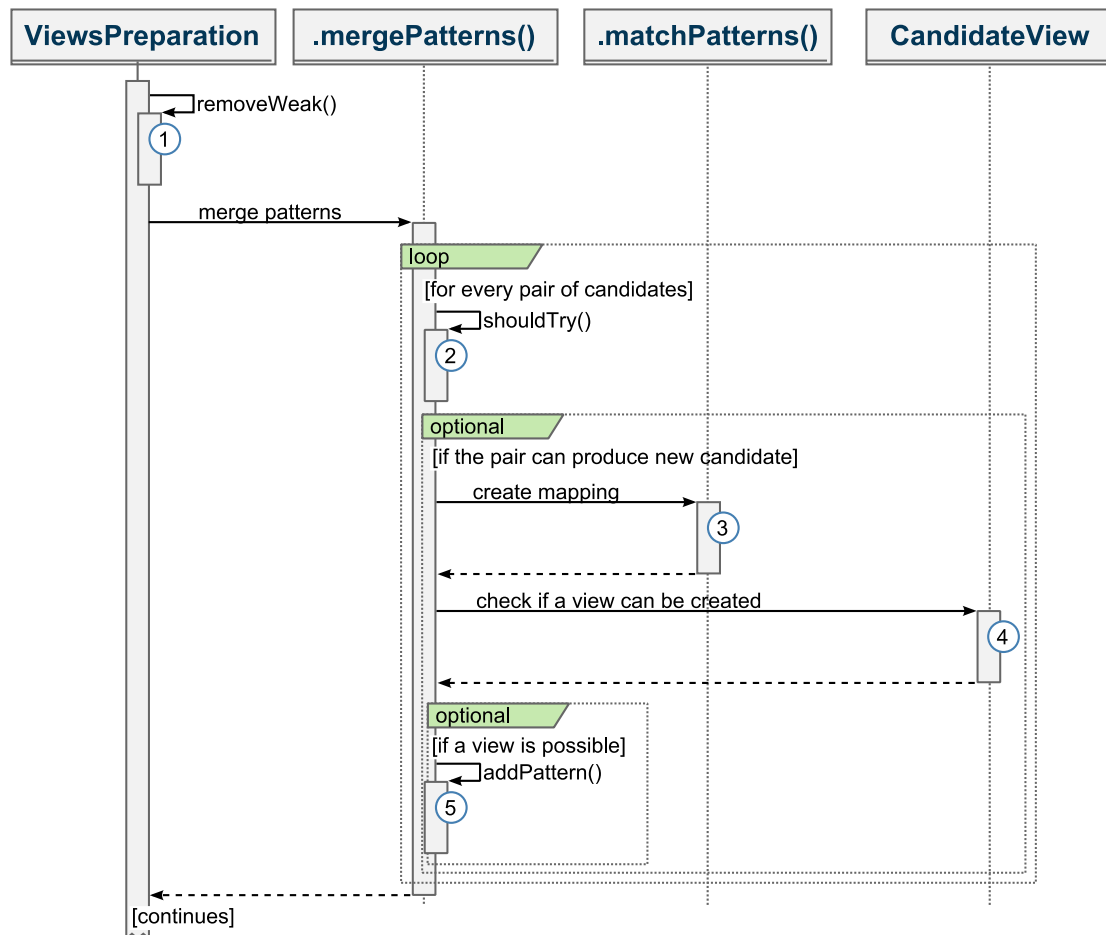 ViewsPreparation
.mergePatterns()
.matchPatterns()
CandidateView
removeWeak()
1
merge patterns
loop
[for every pair of candidates]
shouldTry()
2
optional
[if the pair can produce new candidate]
create mapping
3
check if a view can be created
4
optional
[if a view is possible]
addPattern()
5
[continues]